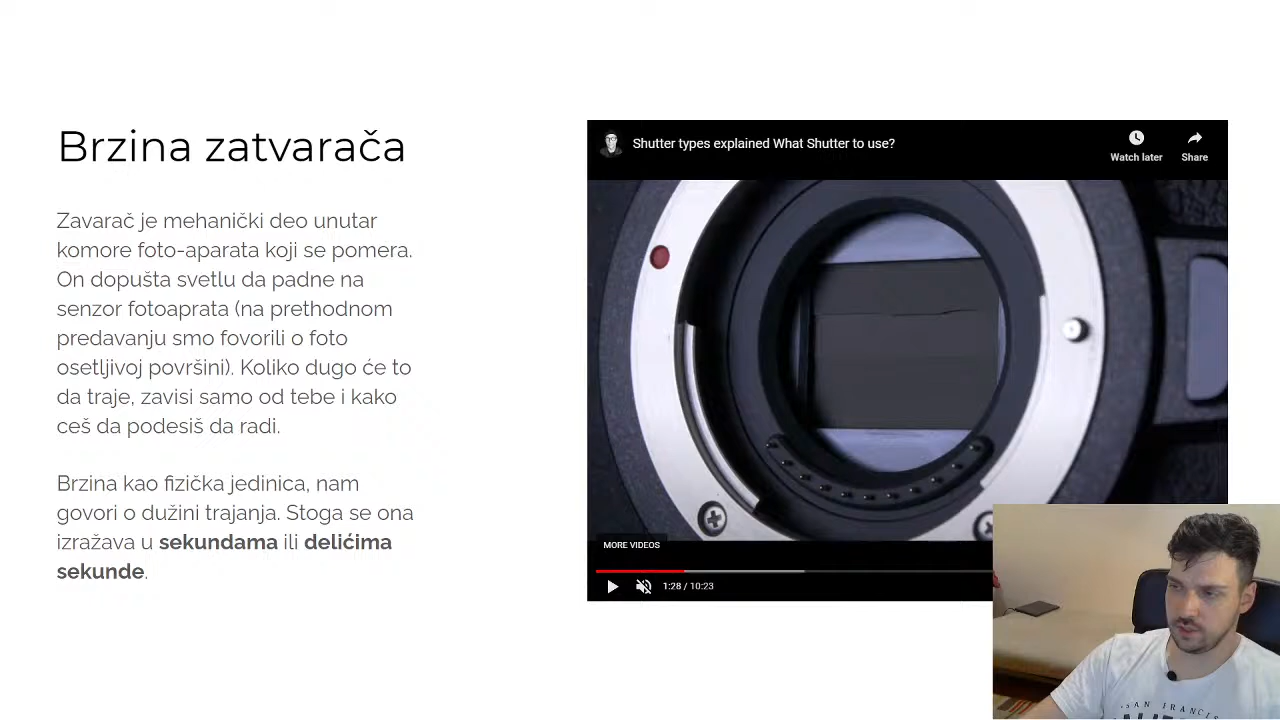 Brzina zatvarača
Zavarač je mehanički deo unutar
komore foto-aparata koji se pomera.
On dopušta svetlu da padne na
senzor fotoaprata (na prethodnom
predavanju smo fovorili o foto
osetljivoj površini). Koliko dugo će to
da traje, zavisi samo od tebe i kako
ceš da podesiš da radi.
Brzina kao fizička jedinica, nam
govori o dužini trajanja. Stoga se ona
izražava u sekundama ili delićima
sekunde.
Shutter types explained What Shutter to use?
Watch later
Share
MORE VIDEOS
1:28 / 10:23
SAN FRANCIS